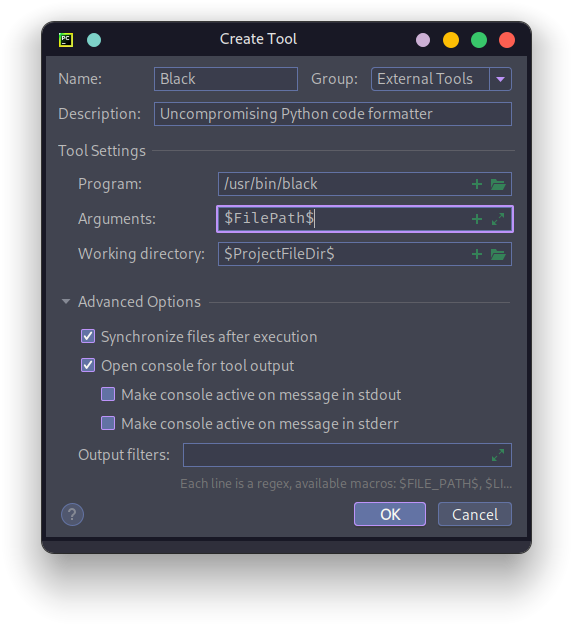 PC
Create Tool
Name: Black Group: External Tools
Description: Uncompromising Python code formatter
Tool Settings
Program: /usr/bin/black
Arguments: $FilePath$
Working directory: $ProjectFileDir$
Advanced Options
Synchronize files after execution
Open console for tool output
Make console active on message in stdout
Make console active on message in stderr
Output filters:
Each line is a regex, available macros: $FILE_PATH$, $LI...
? OK Cancel